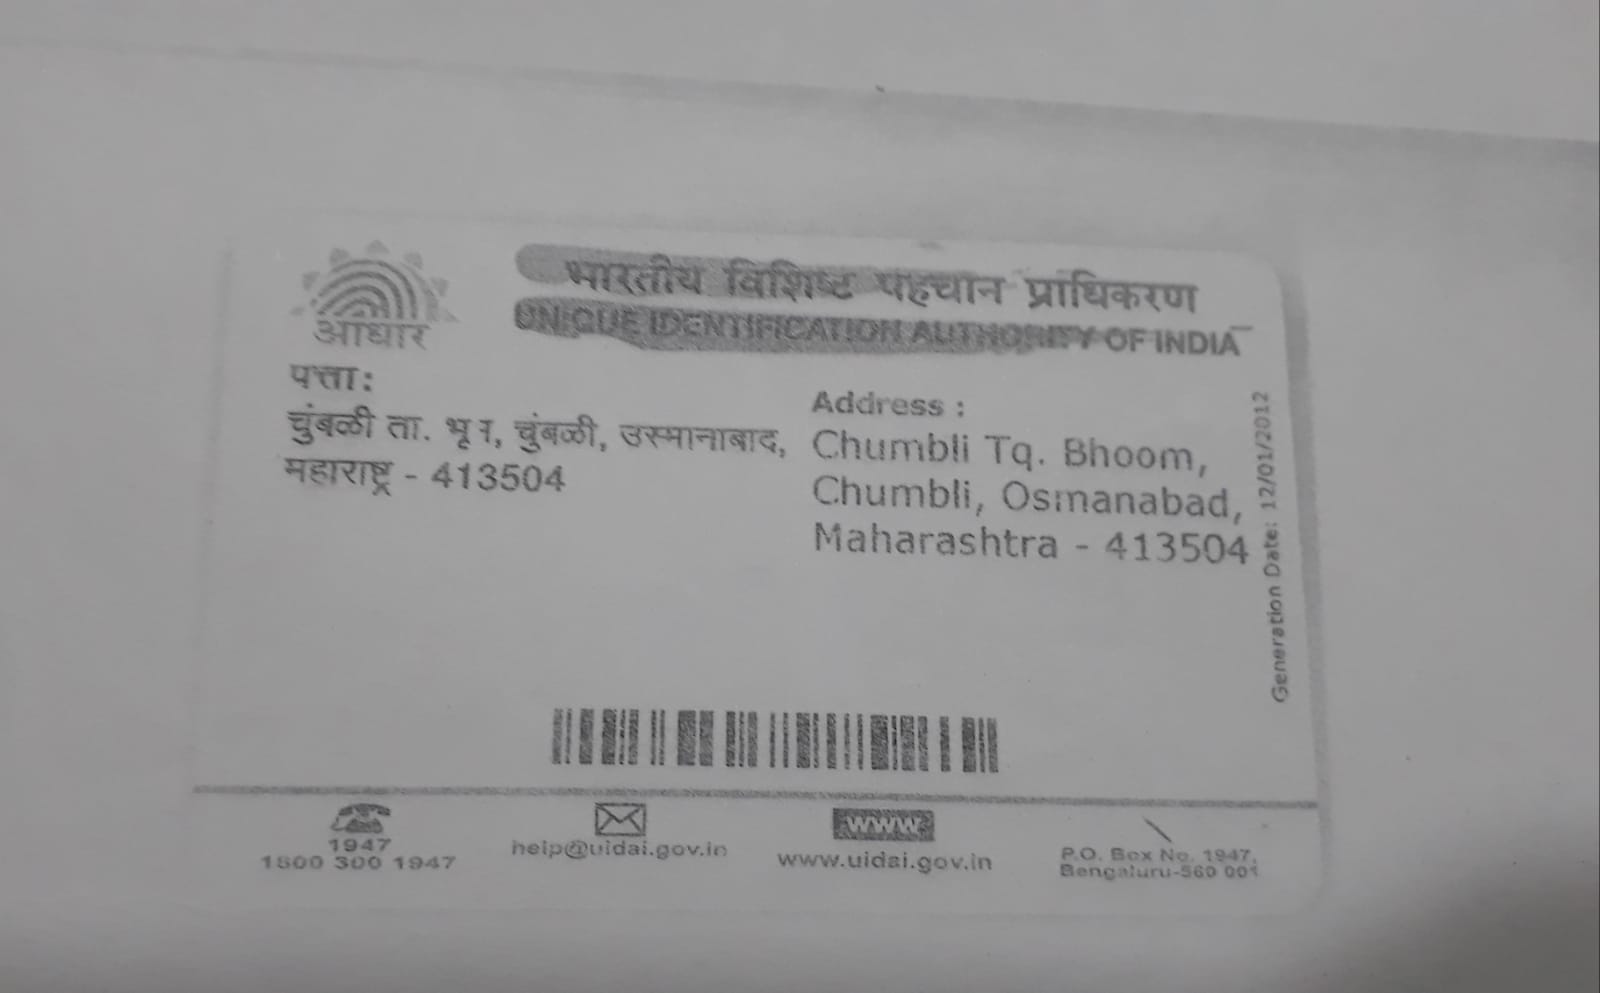 आधार
भारतीय विशिष्ट पहचान प्राधिकरण
UNIQUE IDENTIFICATION AUTHORITY OF INDIA
पत्ता:
चुंबळी ता. चुंबळी, उस्मानाबाद,
महाराष्ट्र - 413504
Address :
Chumbli Tq. Bhoom,
Chumbli, Osmanabad,
Maharashtra - 413504
Generation Date: 12/01/2012
1947
1800 300 1947
help@uidai.gov.in
WWW
www.uidai.gov.in
P.O. Box No. 1947,
Bengaluru-560 001